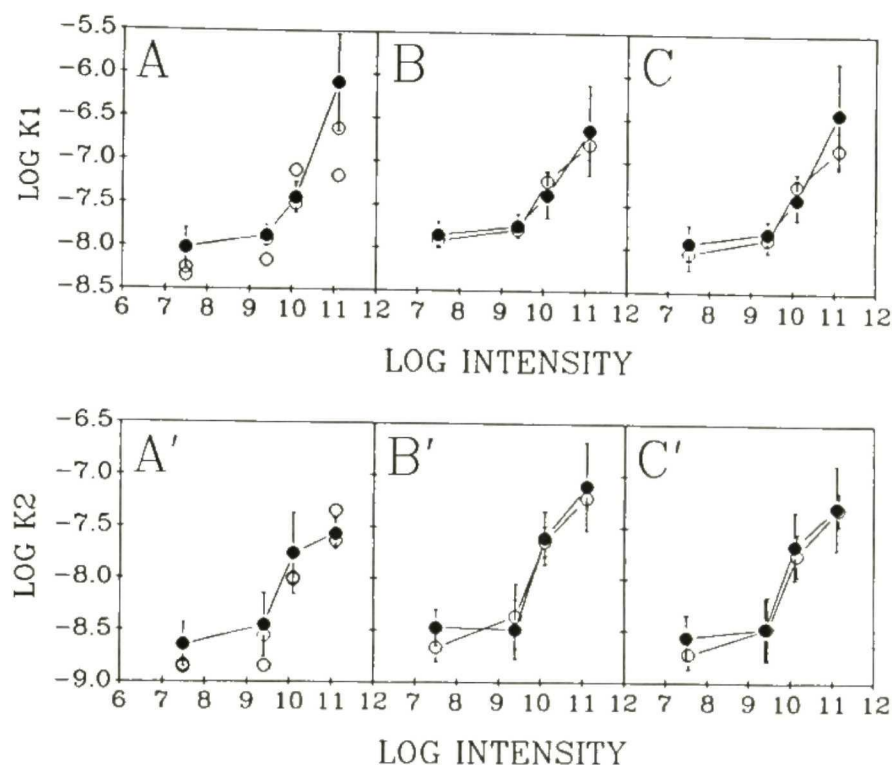 −5.5
−6.0
−6.5
−7.0
−7.5
−8.0
−8.5
LOG K1
A
B
C
6 7 8 9 10 11 12 7 8 9 10 11 12 7 8 9 10 11 12
LOG INTENSITY
−6.5
−7.0
−7.5
−8.0
−8.5
−9.0
LOG K2
A'
B'
C'
6 7 8 9 10 11 12 7 8 9 10 11 12 7 8 9 10 11 12
LOG INTENSITY